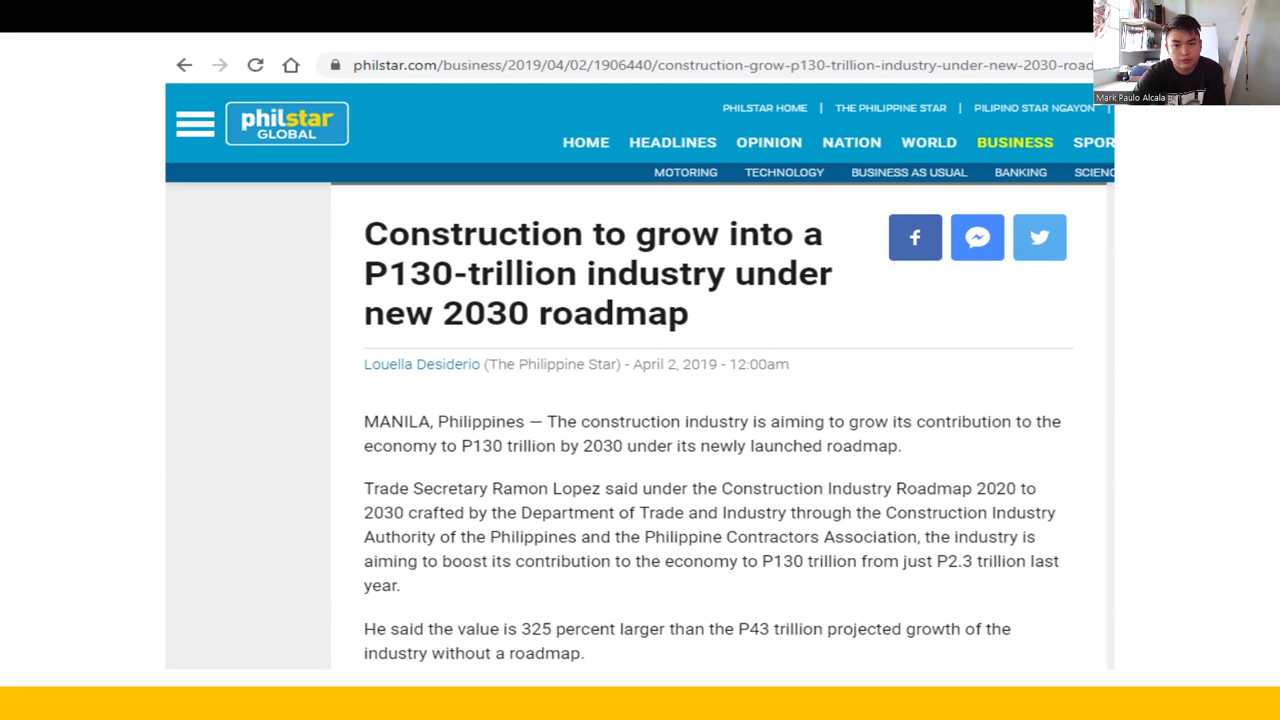 philstar.com/business/2019/04/02/1906440/construction-grow-p130-trillion-industry-under-new-2030-road
Mark Paulo Alcala
PHILSTAR HOME | THE PHILIPPINE STAR | PILIPINO STAR NGAYON |
philstar
GLOBAL
HOME HEADLINES OPINION NATION WORLD BUSINESS SPOR
MOTORING TECHNOLOGY BUSINESS AS USUAL BANKING SCIENC
Construction to grow into a
P130-trillion industry under
new 2030 roadmap
Louella Desiderio (The Philippine Star) - April 2, 2019 - 12:00am
MANILA, Philippines — The construction industry is aiming to grow its contribution to the
economy to P130 trillion by 2030 under its newly launched roadmap.
Trade Secretary Ramon Lopez said under the Construction Industry Roadmap 2020 to
2030 crafted by the Department of Trade and Industry through the Construction Industry
Authority of the Philippines and the Philippine Contractors Association, the industry is
aiming to boost its contribution to the economy to P130 trillion from just P2.3 trillion last
year.
He said the value is 325 percent larger than the P43 trillion projected growth of the
industry without a roadmap.